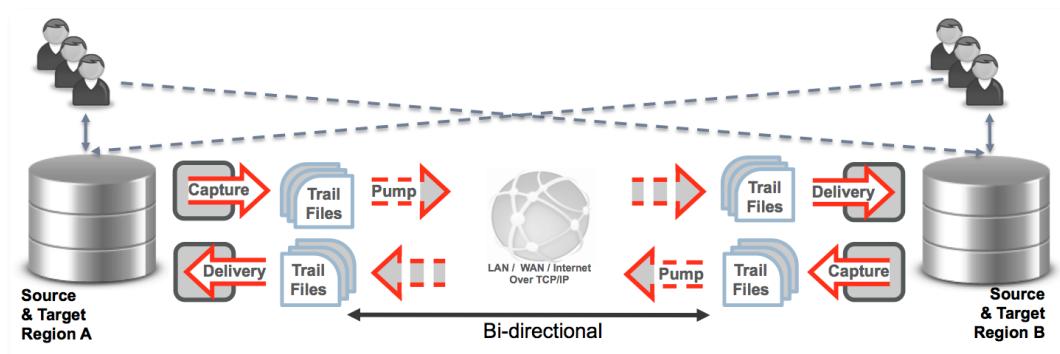 Capture
Trail
Files
Pump
Trail
Files
Delivery
LAN / WAN / Internet
Over TCP/IP
Delivery
Trail
Files
Pump
Trail
Files
Capture
Source
& Target
Region A
Bi-directional
Source
& Target
Region B